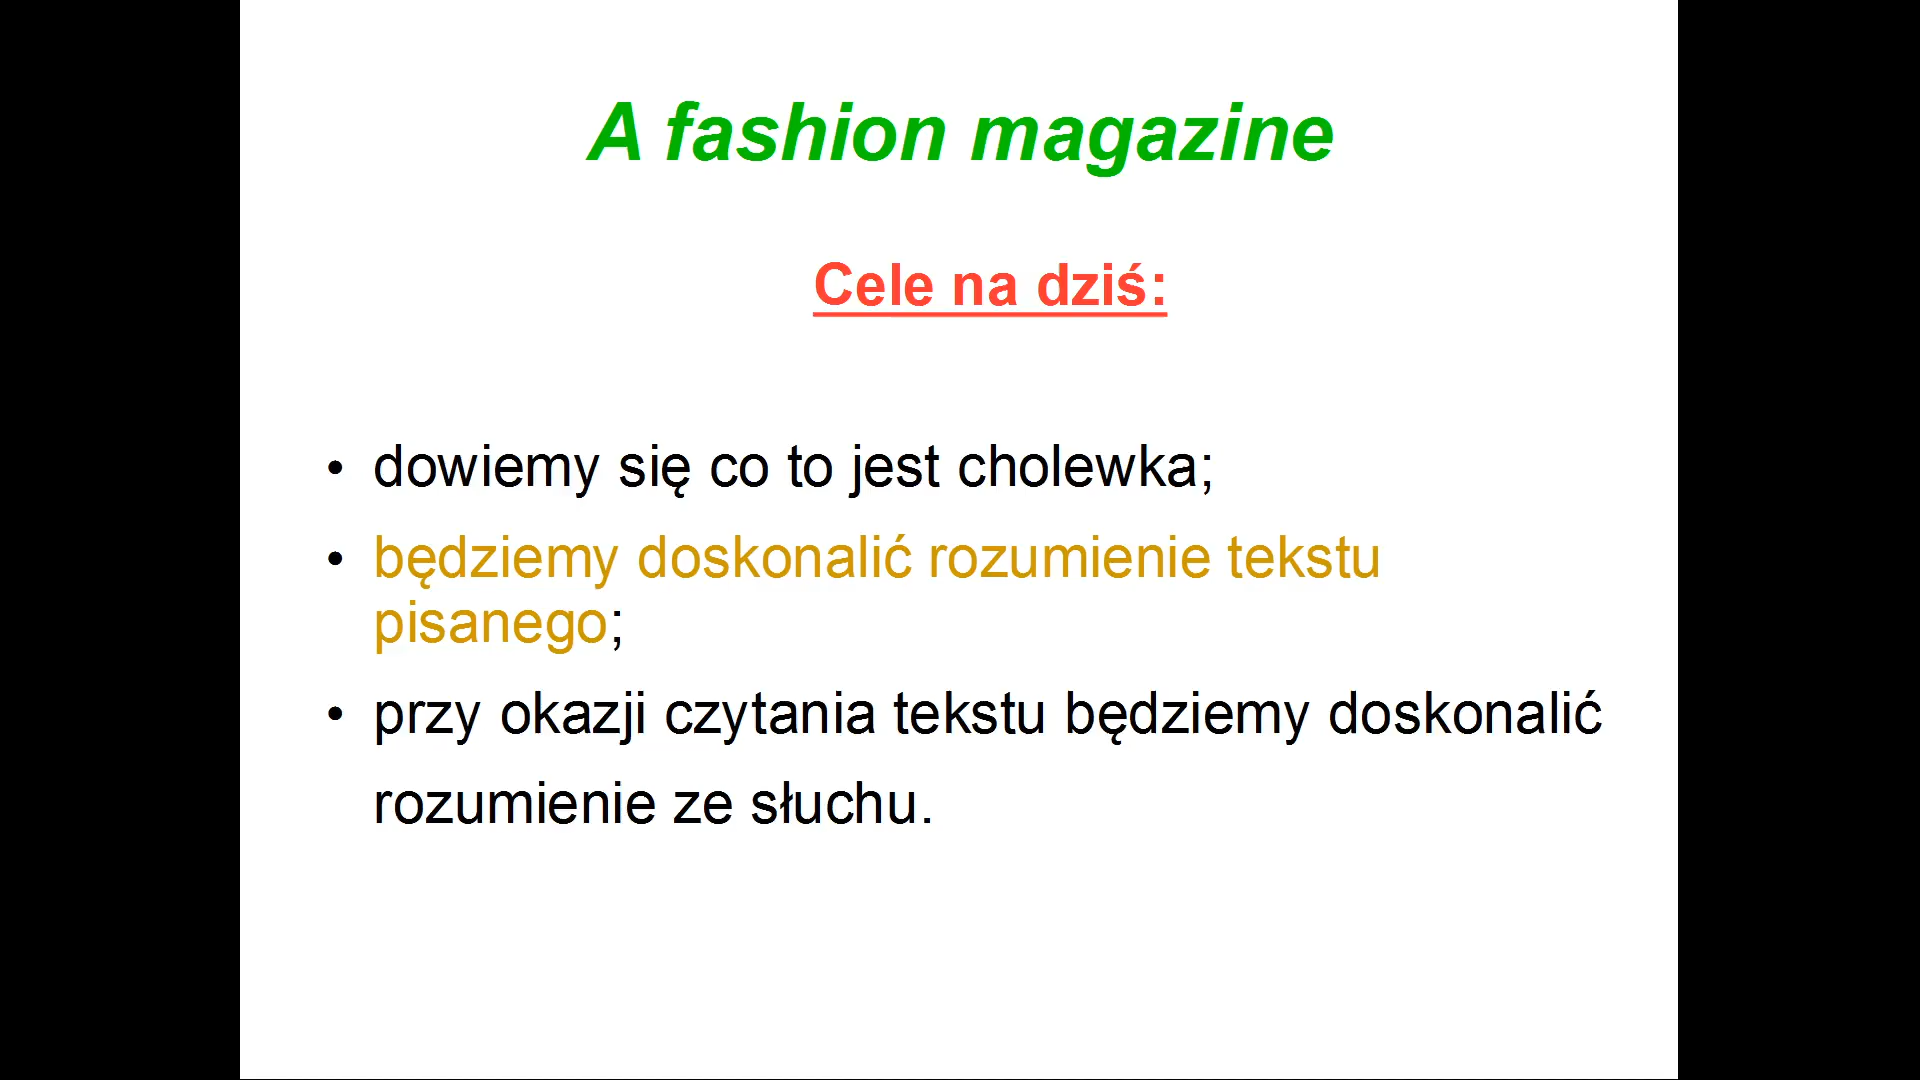 A fashion magazine
Cele na dziś:
• dowiemy się co to jest cholewka;
• będziemy doskonalić rozumienie tekstu
pisanego;
• przy okazji czytania tekstu będziemy doskonalić
rozumienie ze słuchu.